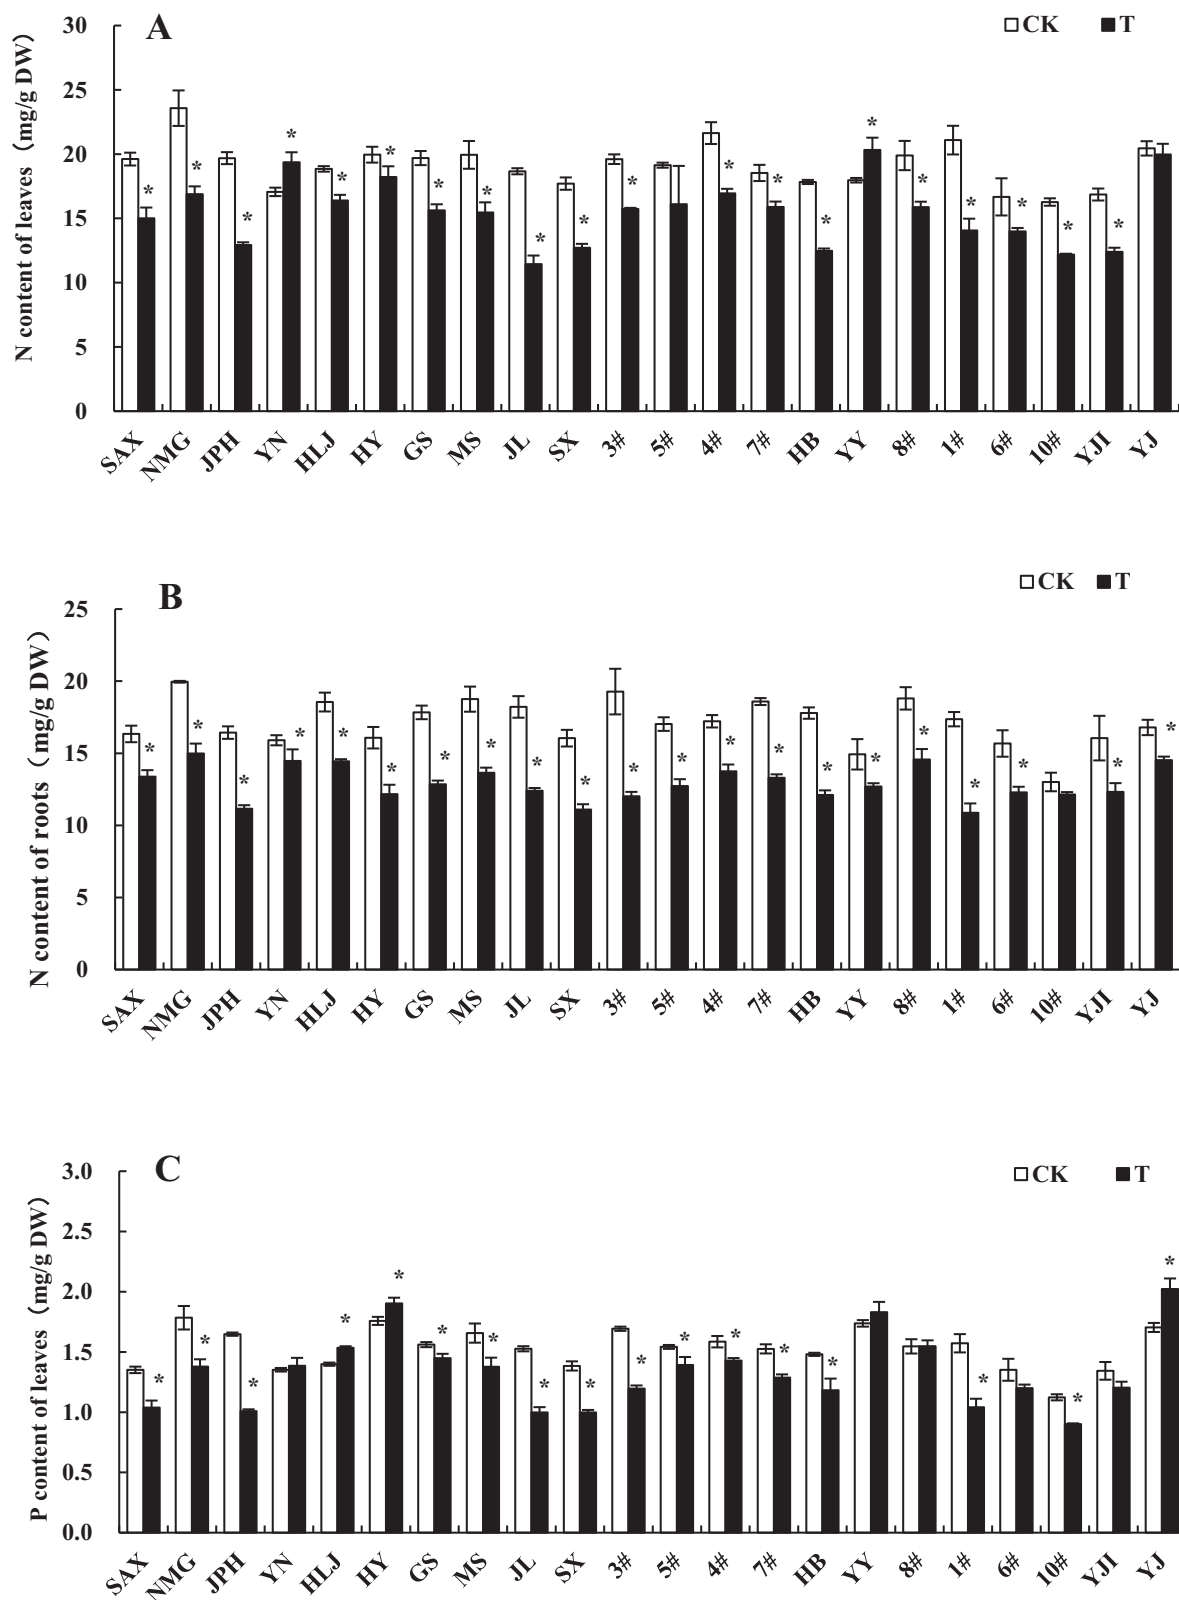 A
CK T
N content of leaves (mg/g DW)
30
25
20
15
10
5
0
* * * * * * * * * * * * * * * * * * * *
SAX NMG JPH YN HLJ HY GS MS JL SX 3# 5# 4# 7# HB YY 8# 1# 6# 10# YJI YJ
B
CK T
N content of roots (mg/g DW)
25
20
15
10
5
0
* * * * * * * * * * * * * * * * * * * * *
SAX NMG JPH YN HLJ HY GS MS JL SX 3# 5# 4# 7# HB YY 8# 1# 6# 10# YJI YJ
C
CK T
P content of leaves (mg/g DW)
3.0
2.5
2.0
1.5
1.0
0.5
0.0
* * * * * * * * * * * * * * * * *
SAX NMG JPH YN HLJ HY GS MS JL SX 3# 5# 4# 7# HB YY 8# 1# 6# 10# YJI YJ